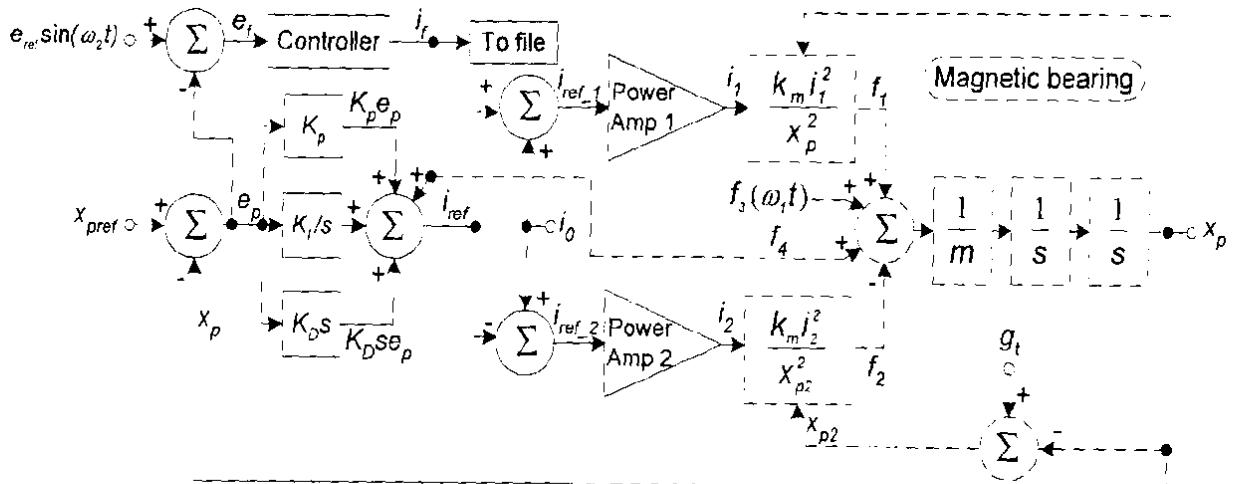 e_ref sin(ω₂t) + Σ e_f Controller i_f To file
-
K_p K_p e_p
+ Σ i_ref_1 Power Amp 1 i_1 k_m i_1^2 / x_p^2 f_1 Magnetic bearing
+
x_pref + Σ e_p K_I/s + Σ i_ref i_0
- + + +
f_3(ω₁t) + + Σ 1/m 1/s 1/s x_p
f_4 + -
x_p K_D s K_D s e_p
- + Σ i_ref_2 Power Amp 2 i_2 k_m i_2^2 / x_p2^2 f_2
g_t
x_p2 Σ + -